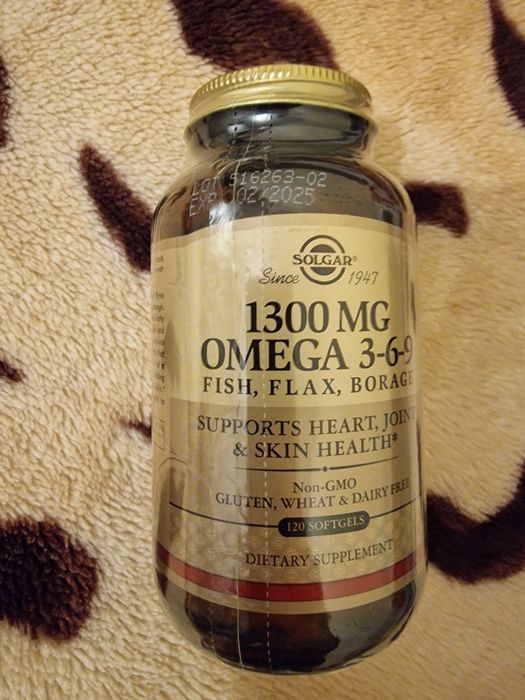 LOT 516263-02
EXP 02/2025
SOLGAR®
Since 1947
1300 MG
OMEGA 3-6-9
FISH, FLAX, BORAGE
SUPPORTS HEART, JOINT
& SKIN HEALTH*
Non-GMO
GLUTEN, WHEAT & DAIRY FREE
120 SOFTGELS
DIETARY SUPPLEMENT